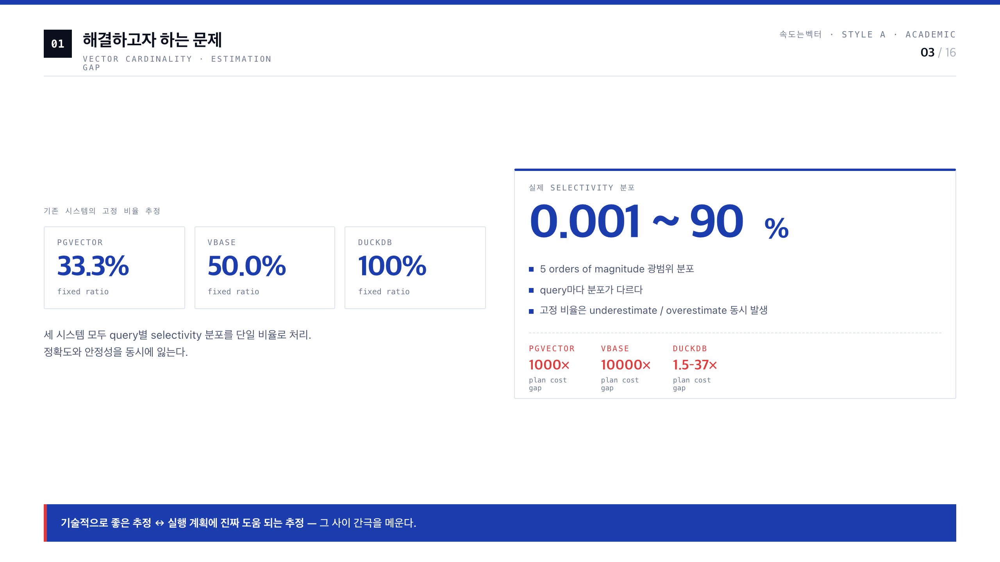 01
해결하고자 하는 문제
VECTOR CARDINALITY · ESTIMATION
GAP
속도는벡터 · STYLE A · ACADEMIC
03 / 16
기존 시스템의 고정 비율 추정
PGVECTOR
33.3%
fixed ratio
VBASE
50.0%
fixed ratio
DUCKDB
100%
fixed ratio
세 시스템 모두 query별 selectivity 분포를 단일 비율로 처리.
정확도와 안정성을 동시에 잃는다.
실제 SELECTIVITY 분포
0.001 ~ 90 %
5 orders of magnitude 광범위 분포
query마다 분포가 다르다
고정 비율은 underestimate / overestimate 동시 발생
PGVECTOR
1000×
plan cost
gap
VBASE
10000×
plan cost
gap
DUCKDB
1.5-37×
plan cost
gap
기술적으로 좋은 추정 ↔ 실행 계획에 진짜 도움 되는 추정 — 그 사이 간극을 메운다.